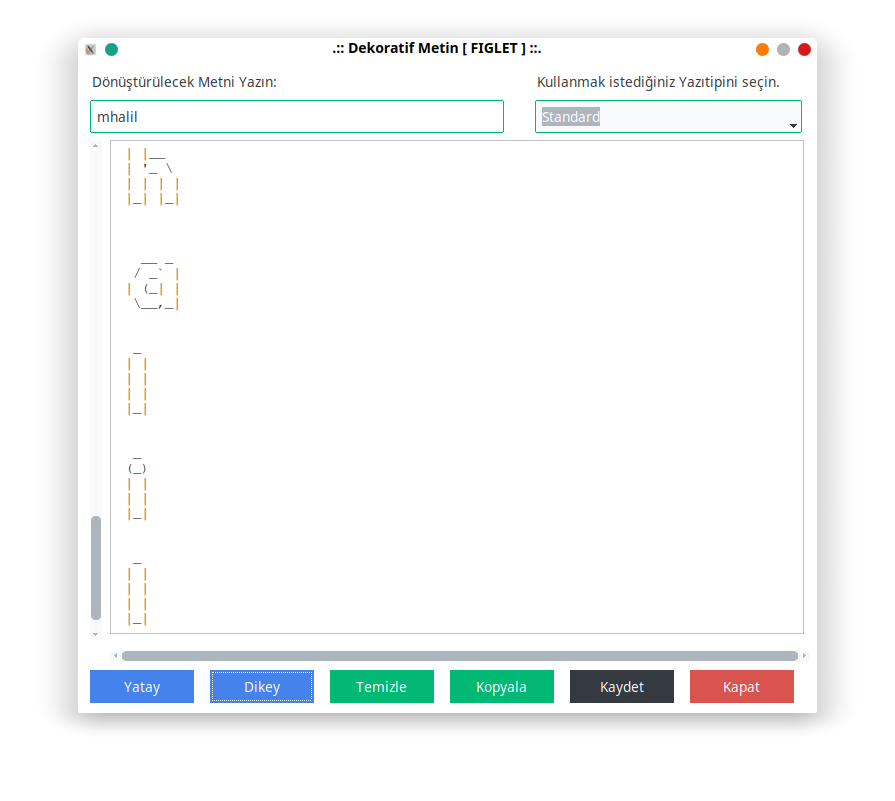 .:: Dekoratif Metin [ FIGLET ] ::.
Dönüştürülecek Metni Yazın:
Kullanmak istediğiniz Yazıtipini seçin.
mhalil
Standard
 | |__
 | '_ \
 | | | |
 |_| |_|

   __ _
  / _` |
 | (_| |
  \__,_|

  _
 | |
 | |
 | |
 |_|

  _
 (_)
 | |
 | |
 |_|

  _
 | |
 | |
 | |
 |_|
Yatay
Dikey
Temizle
Kopyala
Kaydet
Kapat